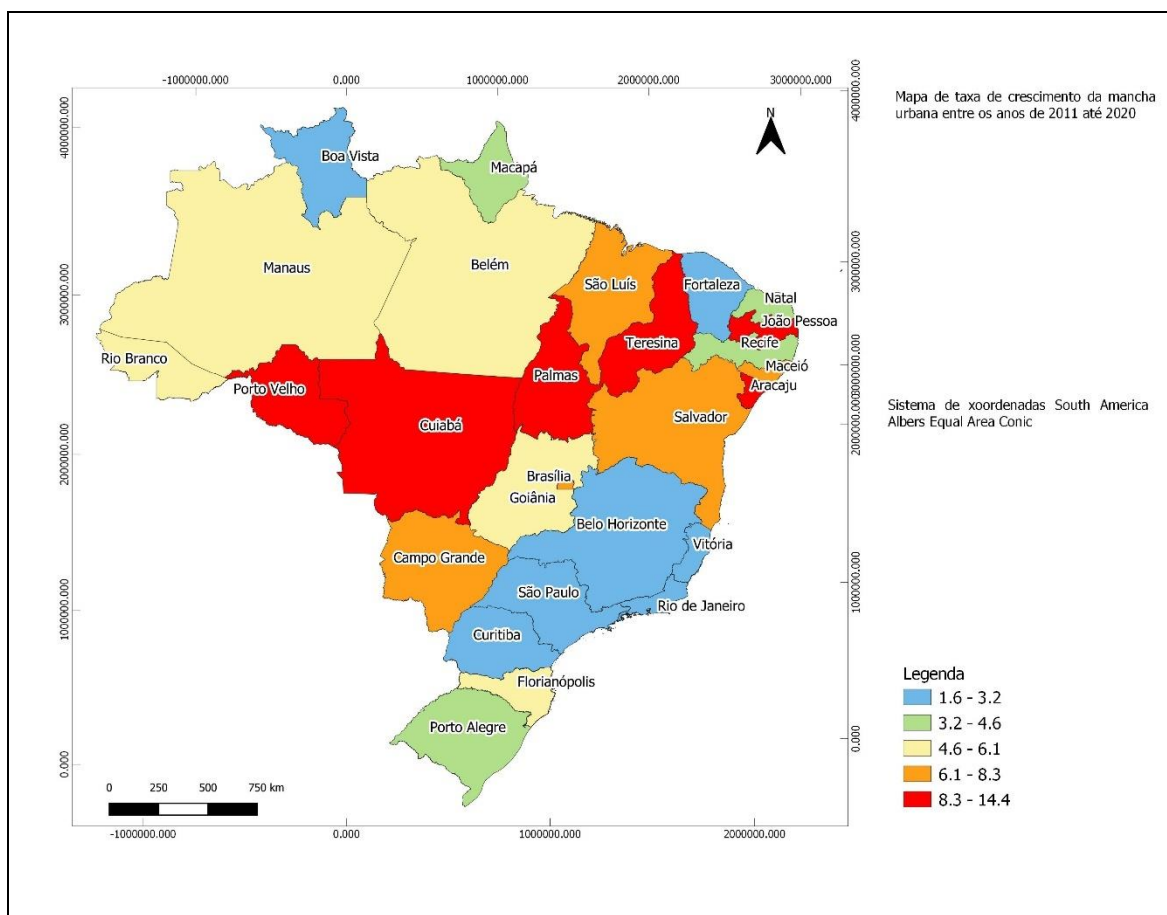 -1000000.000 0.000 1000000.000 2000000.000 3000000.000
Mapa de taxa de crescimento da mancha
urbana entre os anos de 2011 até 2020
N
4000000.000
4000000.000
Boa Vista
Macapá
Manaus
Belém
São Luís
Fortaleza
3000000.000
3000000.000
Natal
João Pessoa
Teresina
Recife
Rio Branco
Maceió
Porto Velho
Palmas
Aracaju
Cuiabá
Salvador
2000000.000
Sistema de xoordenadas South America
Albers Equal Area Conic
2000000.000
Brasília
Goiânia
Belo Horizonte
Vitória
Campo Grande
São Paulo
Rio de Janeiro
1000000.000
1000000.000
Curitiba
Florianópolis
Porto Alegre
0.000
0.000
Legenda
1.6 - 3.2
3.2 - 4.6
4.6 - 6.1
6.1 - 8.3
8.3 - 14.4
0 250 500 750 km
-1000000.000 0.000 1000000.000 2000000.000